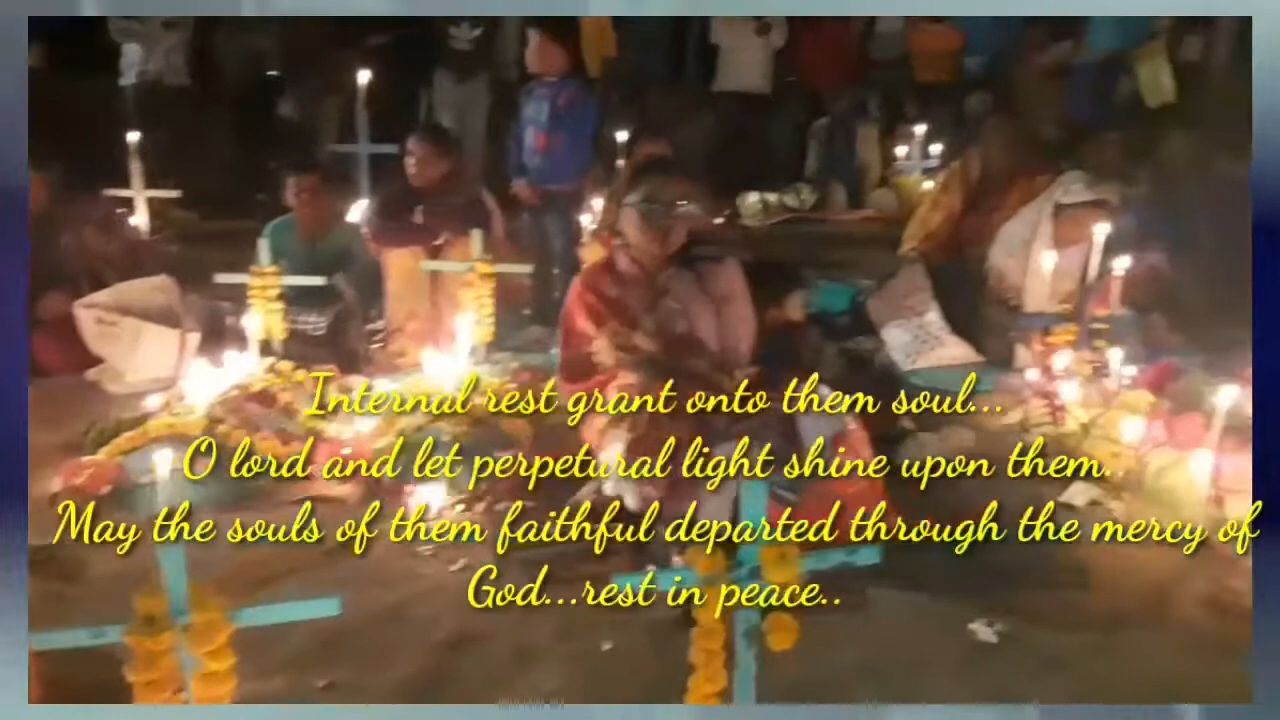 Internal rest grant onto them soul...
O lord and let perpetural light shine upon them..
May the souls of them faithful departed through the mercy of
God...rest in peace..